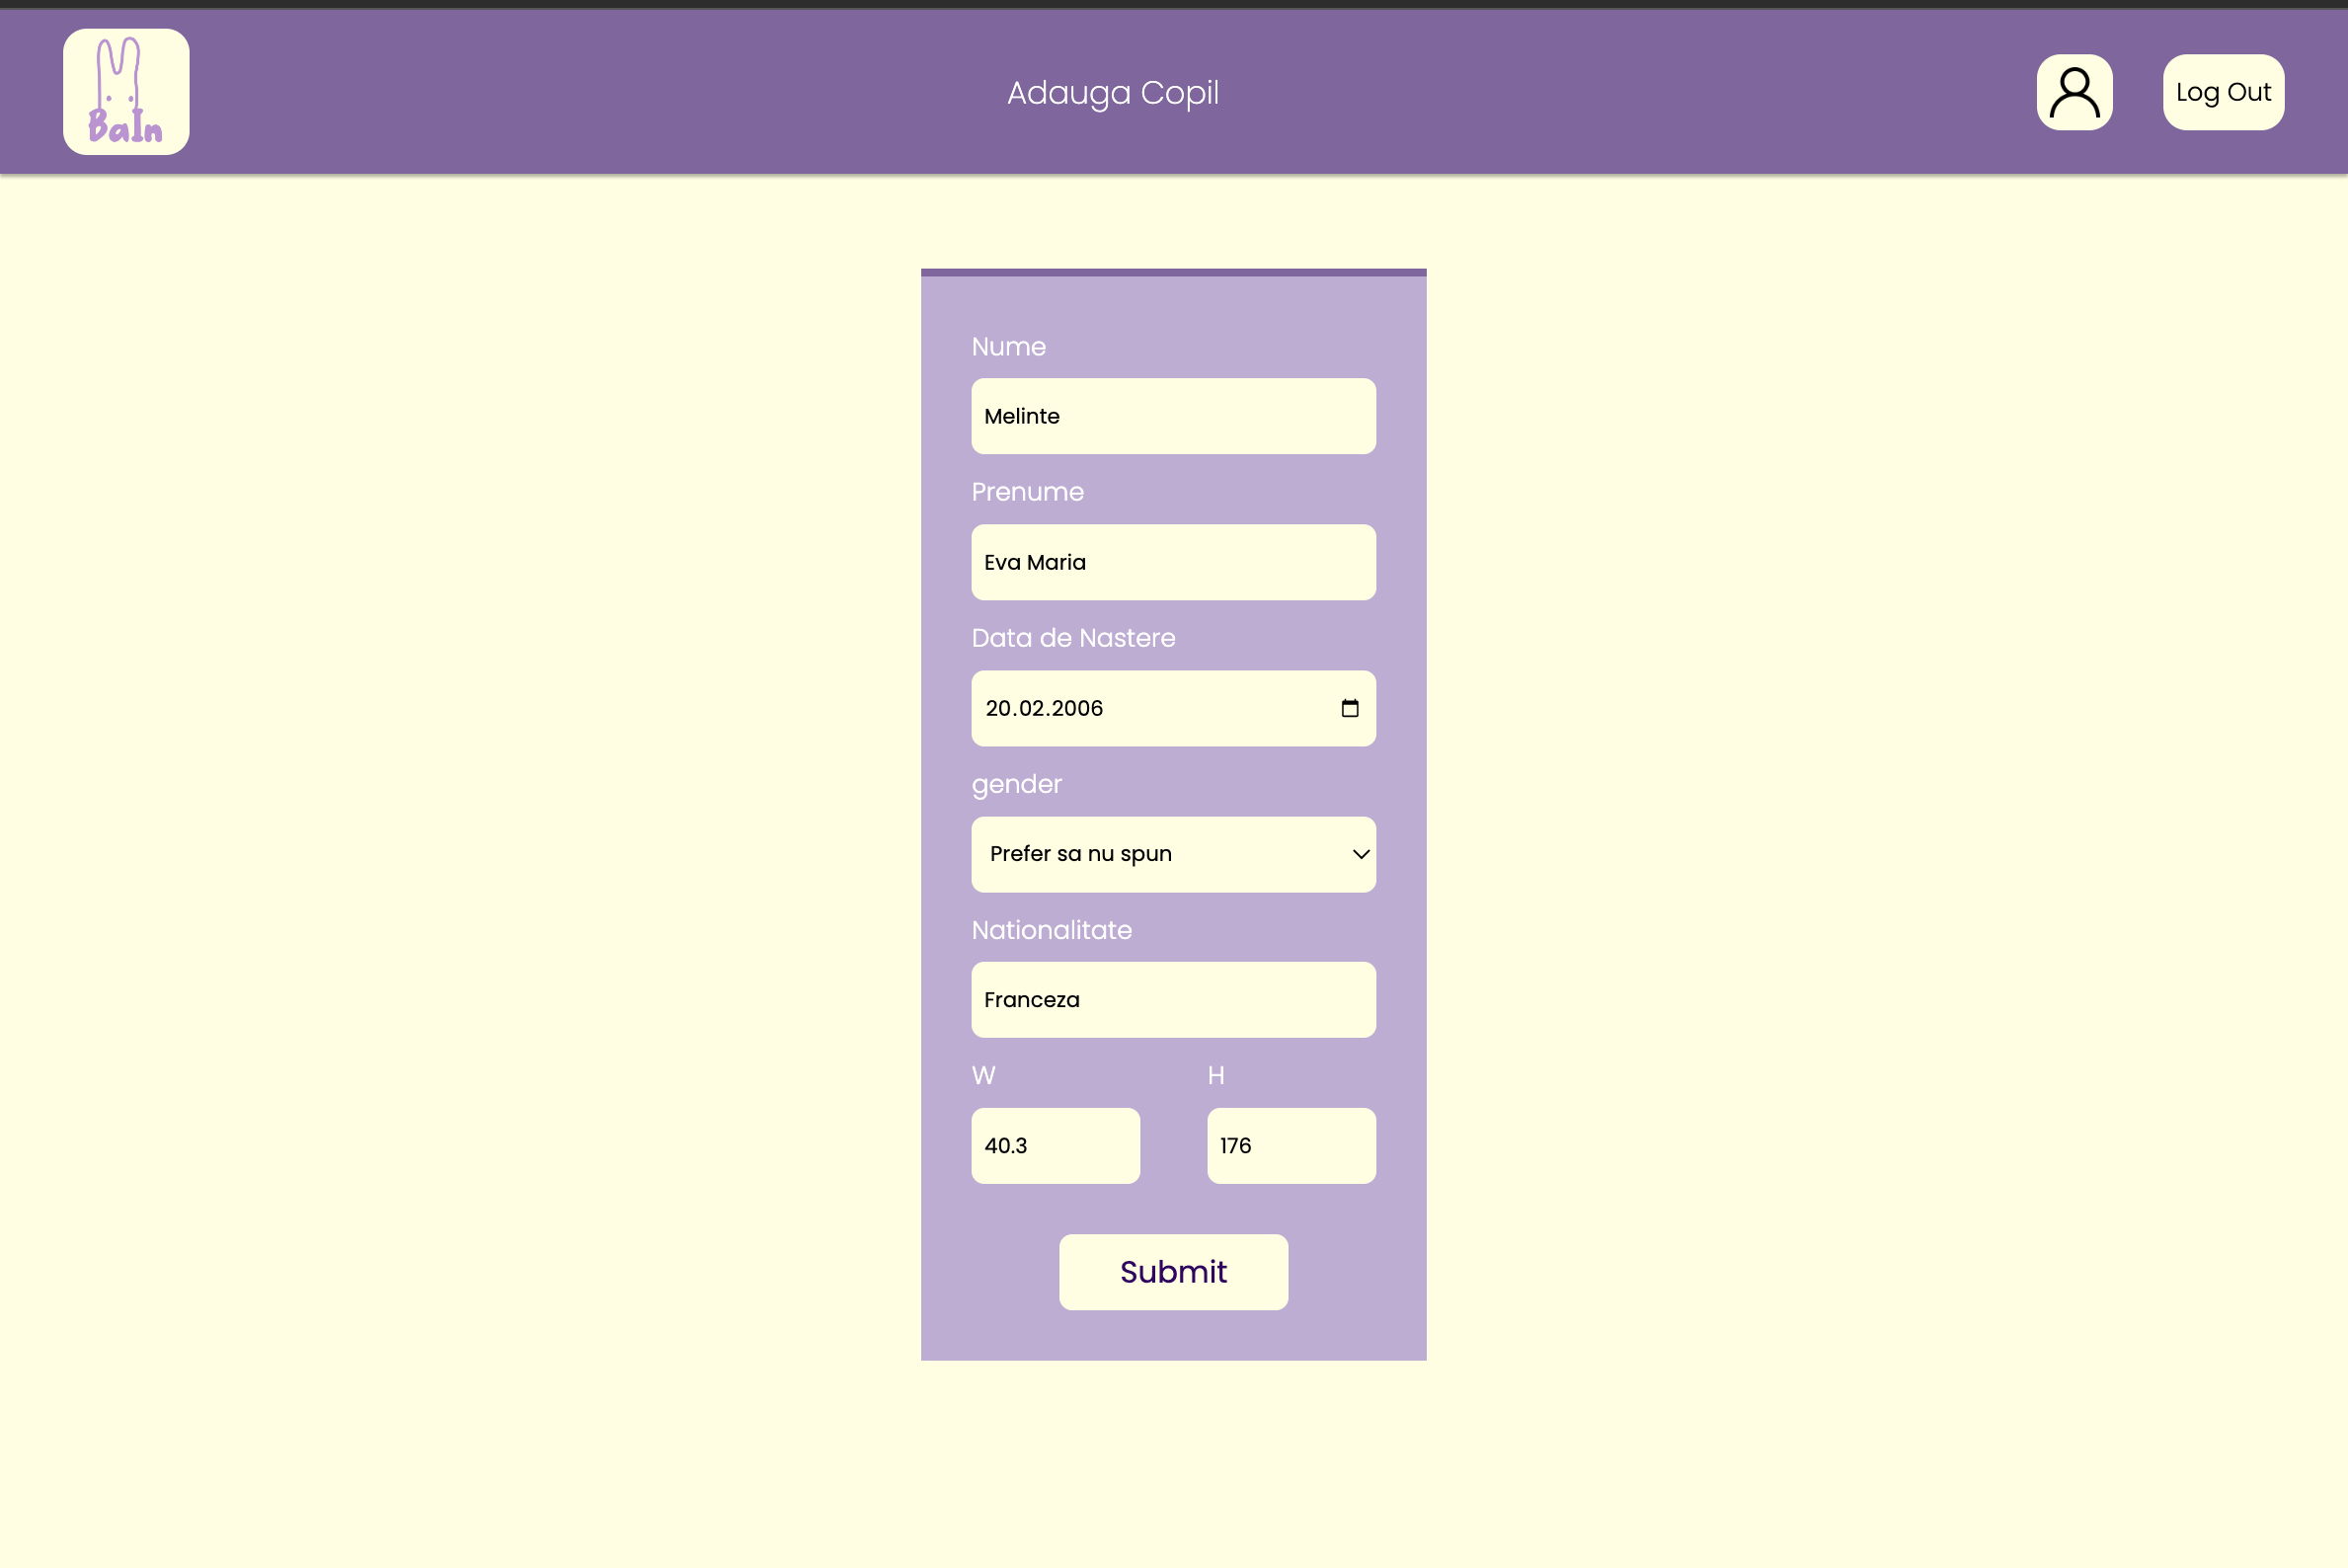 BaIn
Adauga Copil
Log Out
Nume
Melinte
Prenume
Eva Maria
Data de Nastere
20.02.2006
gender
Prefer sa nu spun
Nationalitate
Franceza
W H
40.3 176
Submit